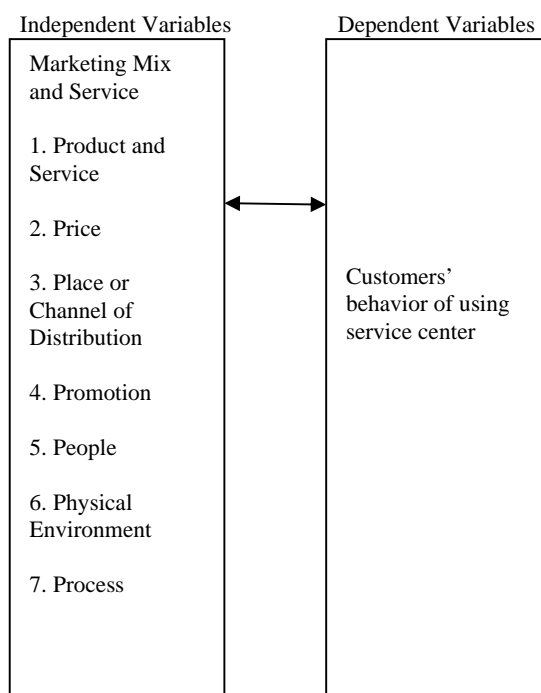 Independent Variables
Marketing Mix
and Service
1. Product and
Service
2. Price
3. Place or
Channel of
Distribution
4. Promotion
5. People
6. Physical
Environment
7. Process
Dependent Variables
Customers’
behavior of using
service center